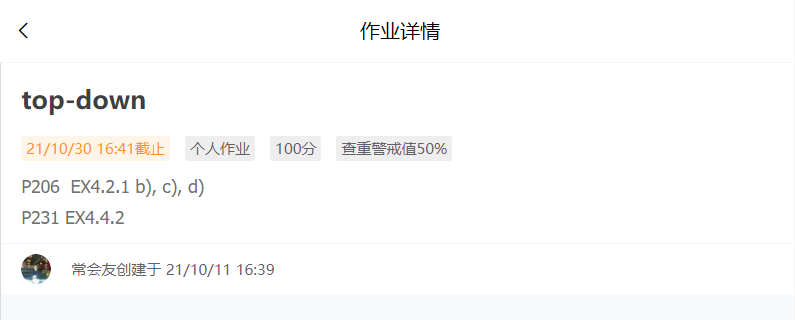 作业详情
top-down
21/10/30 16:41截止 个人作业 100分 查重警戒值50%
P206  EX4.2.1 b), c), d)
P231 EX4.4.2
常会友创建于 21/10/11 16:39